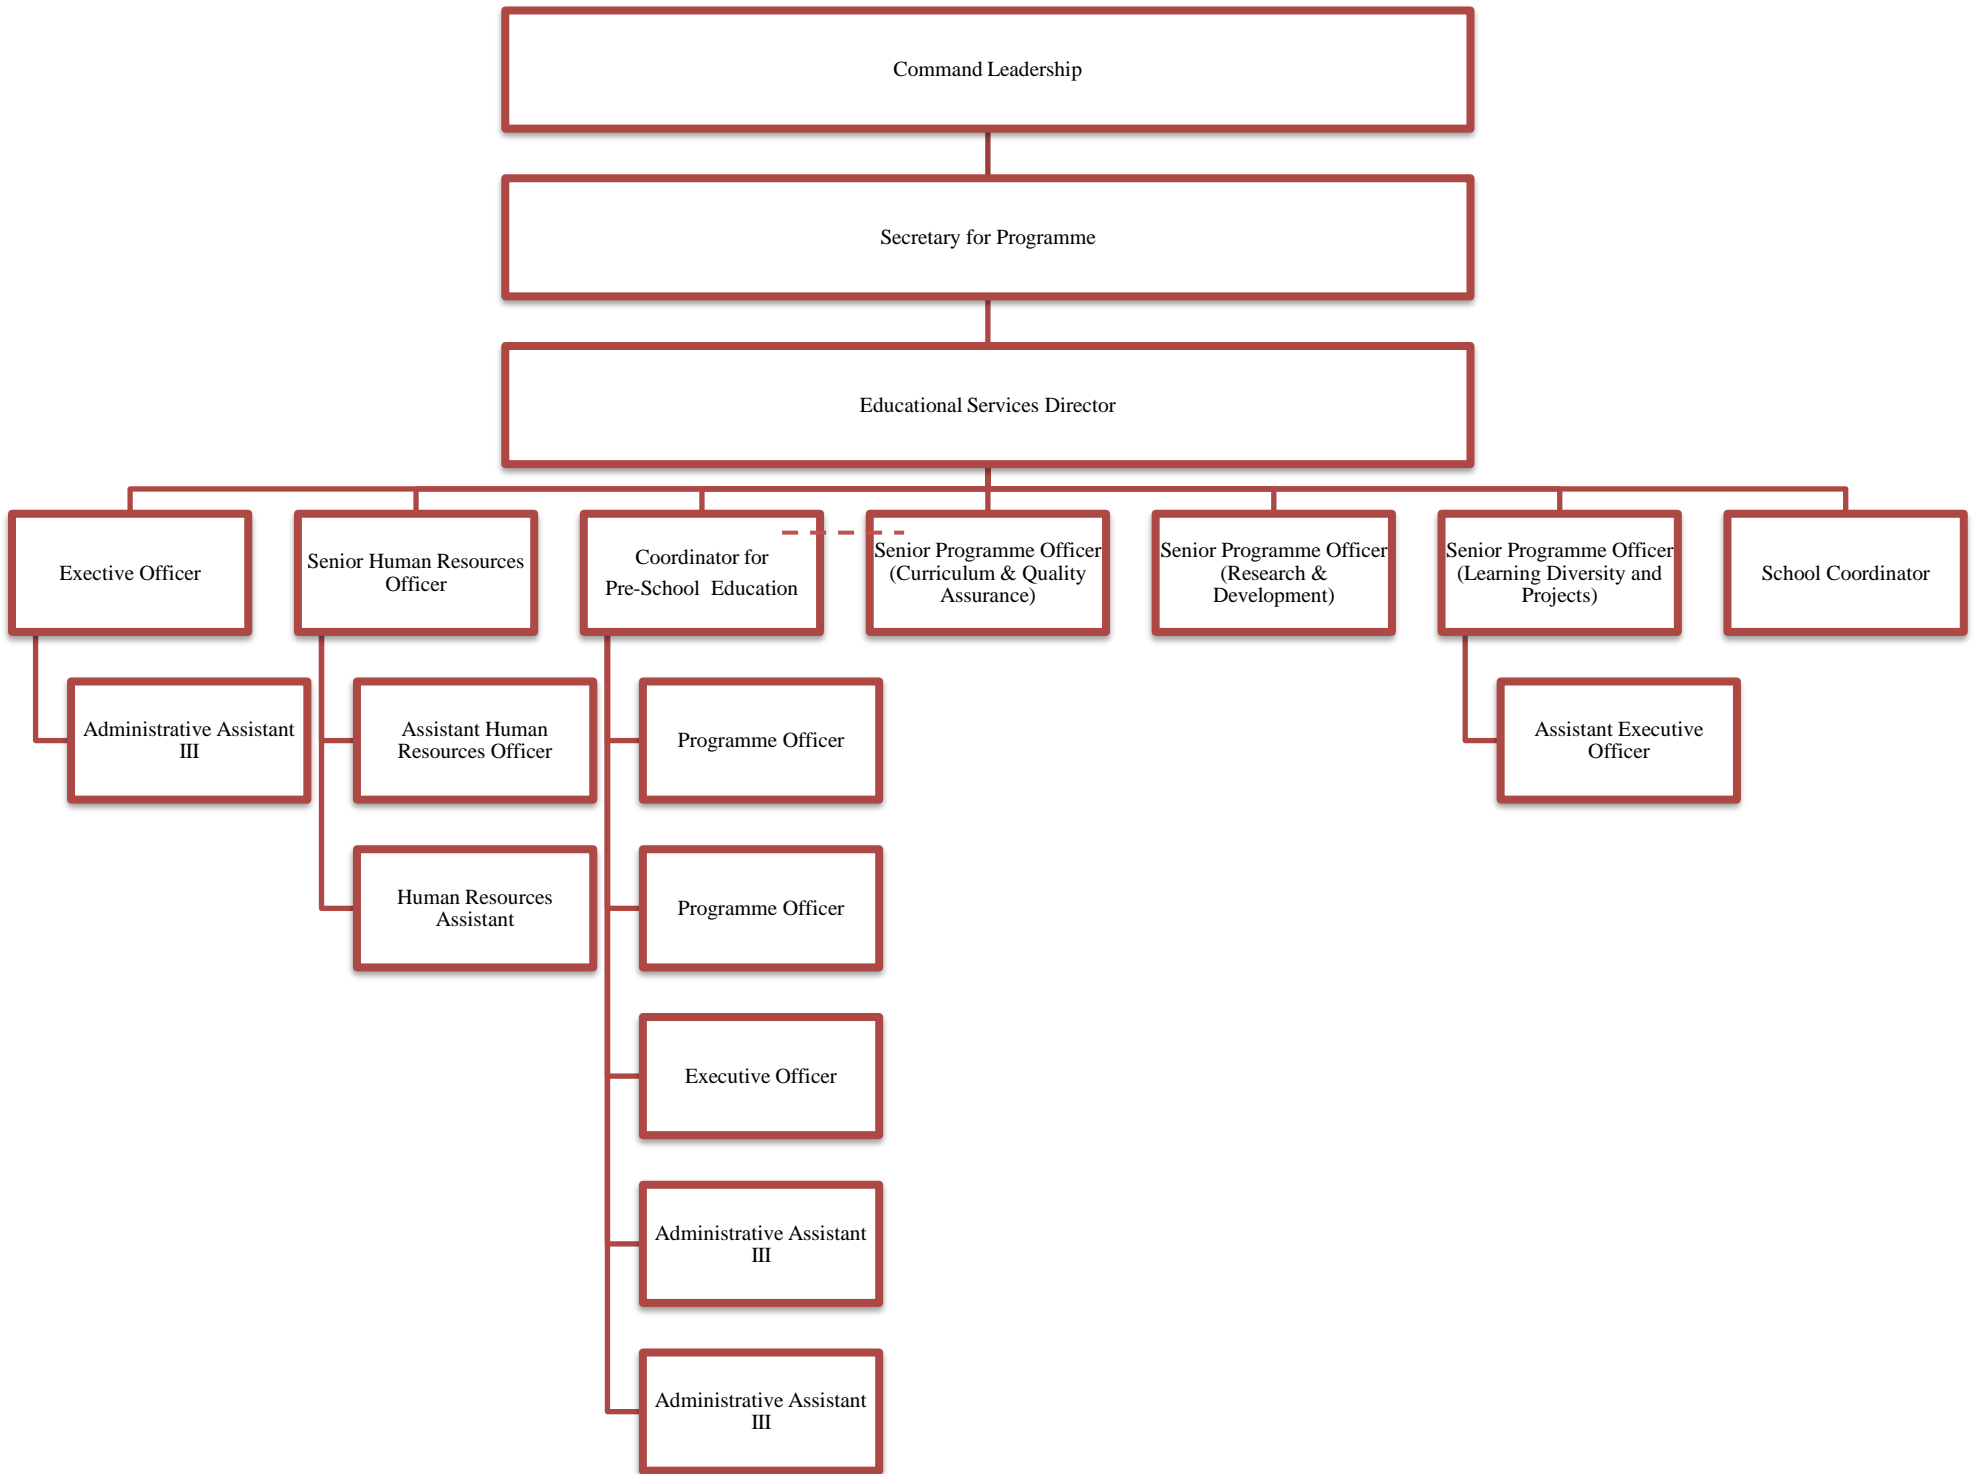 Command Leadership
Secretary for Programme
Educational Services Director
Exective Officer
Senior Human Resources
Officer
Coordinator for
Pre-School Education
Senior Programme Officer
(Curriculum & Quality
Assurance)
Senior Programme Officer
(Research &
Development)
Senior Programme Officer
(Learning Diversity and
Projects)
School Coordinator
Administrative Assistant
III
Assistant Human
Resources Officer
Programme Officer
Assistant Executive
Officer
Human Resources
Assistant
Programme Officer
Executive Officer
Administrative Assistant
III
Administrative Assistant
III